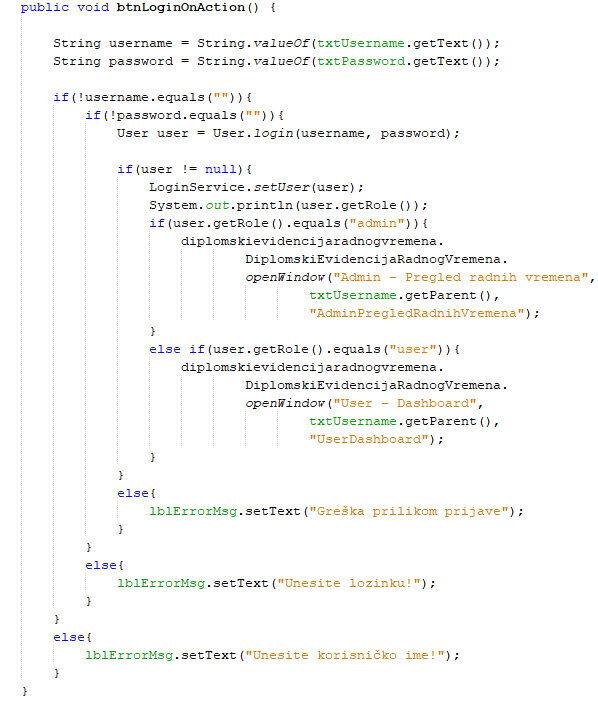 public void btnLoginOnAction() {
String username = String.valueOf(txtUsername.getText());
String password = String.valueOf(txtPassword.getText());
if(!username.equals("")){
if(!password.equals("")){
User user = User.login(username, password);
if(user != null){
LoginService.setUser(user);
System.out.println(user.getRole());
if(user.getRole().equals("admin")){
diplomskievidencijaradnogvremena.
DiplomskiEvidencijaRadnogVremena.
openWindow("Admin - Pregled radnih vremena",
txtUsername.getParent(),
"AdminPregledRadnihVremena");
}
else if(user.getRole().equals("user")){
diplomskievidencijaradnogvremena.
DiplomskiEvidencijaRadnogVremena.
openWindow("User - Dashboard",
txtUsername.getParent(),
"UserDashboard");
}
}
else{
lblErrorMsg.setText("Greška prilikom prijave");
}
}
else{
lblErrorMsg.setText("Unesite lozinku!");
}
}
else{
lblErrorMsg.setText("Unesite korisničko ime!");
}
}